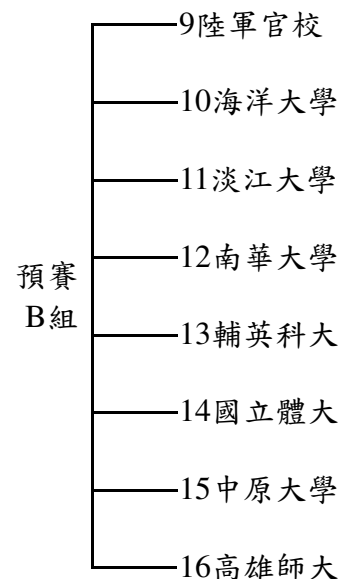 9陸軍官校
10海洋大學
11淡江大學
12南華大學
預賽
B組
13輔英科大
14國立體大
15中原大學
16高雄師大